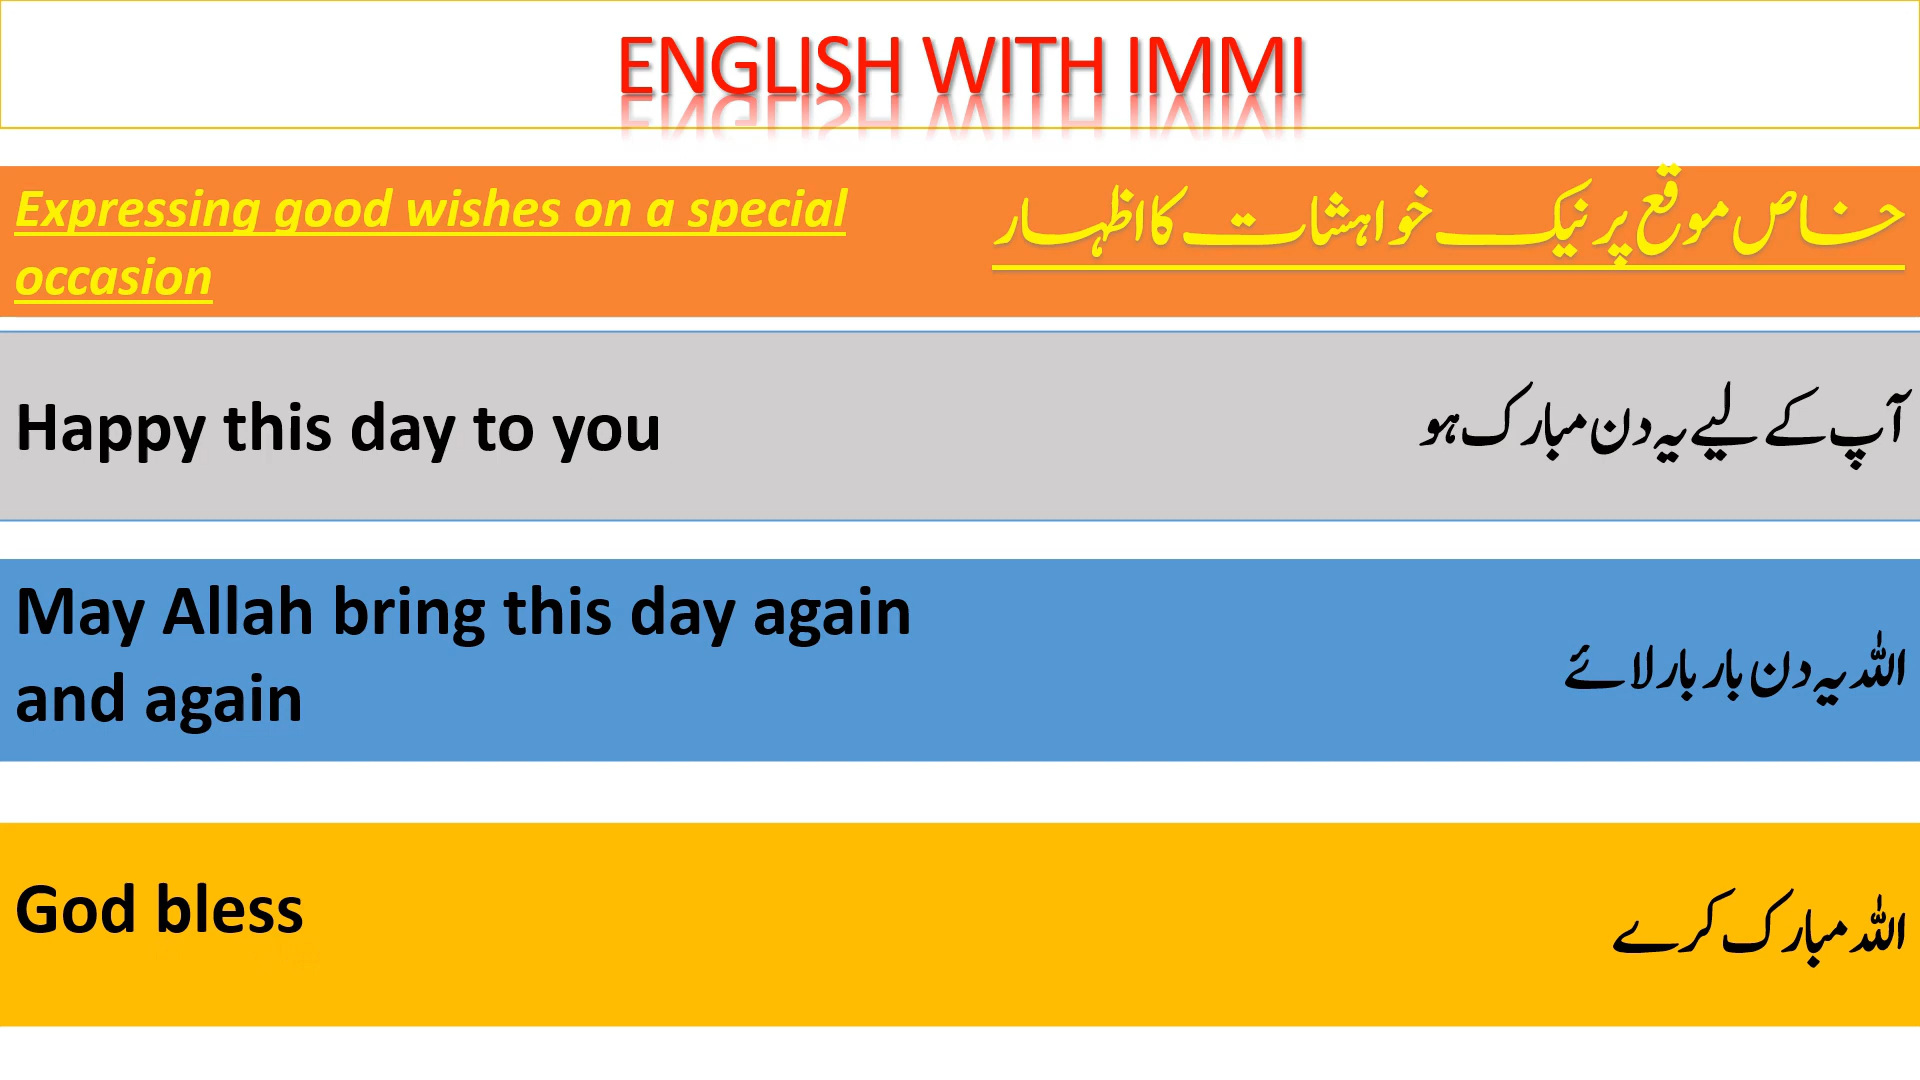 ENGLISH WITH IMMI
Expressing good wishes on a special
occasion
خاص موقع پر نیک خواہشات کا اظہار
Happy this day to you
آپ کے لیے یہ دن مبارک ہو
May Allah bring this day again
and again
اللہ یہ دن بار بار لائے
God bless
اللہ مبارک کرے